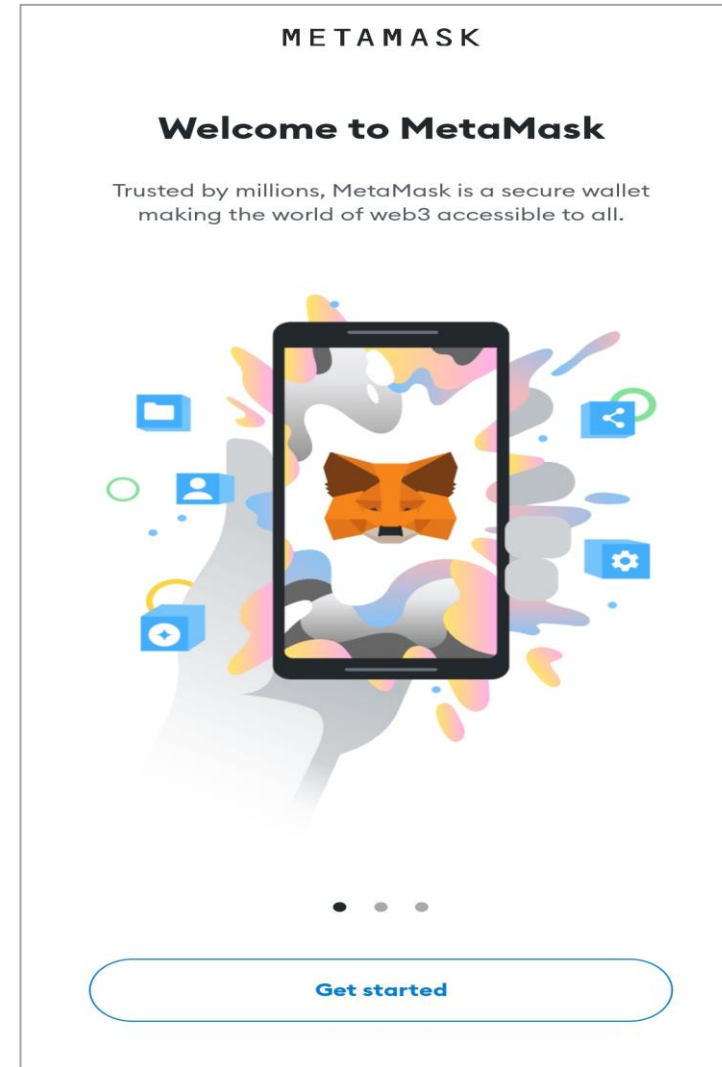 METAMASK
Welcome to MetaMask
Trusted by millions, MetaMask is a secure wallet
making the world of web3 accessible to all.
Get started